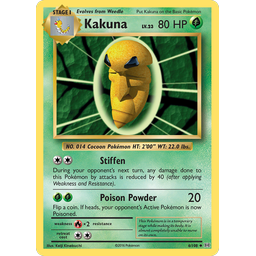 STAGE 1
Evolves from Weedle
Put Kakuna on the Basic Pokémon
Kakuna LV.23 80 HP
NO. 014 Cocoon Pokémon HT: 2'00" WT: 22.0 lbs.
Stiffen
During your opponent's next turn, any damage done to this
Pokémon by attacks is reduced by 40 (after applying
Weakness and Resistance).
Poison Powder 20
Flip a coin. If heads, your opponent's Active Pokémon is now
Poisoned.
weakness ×2 resistance
retreat cost
©2016 Pokémon
6/108